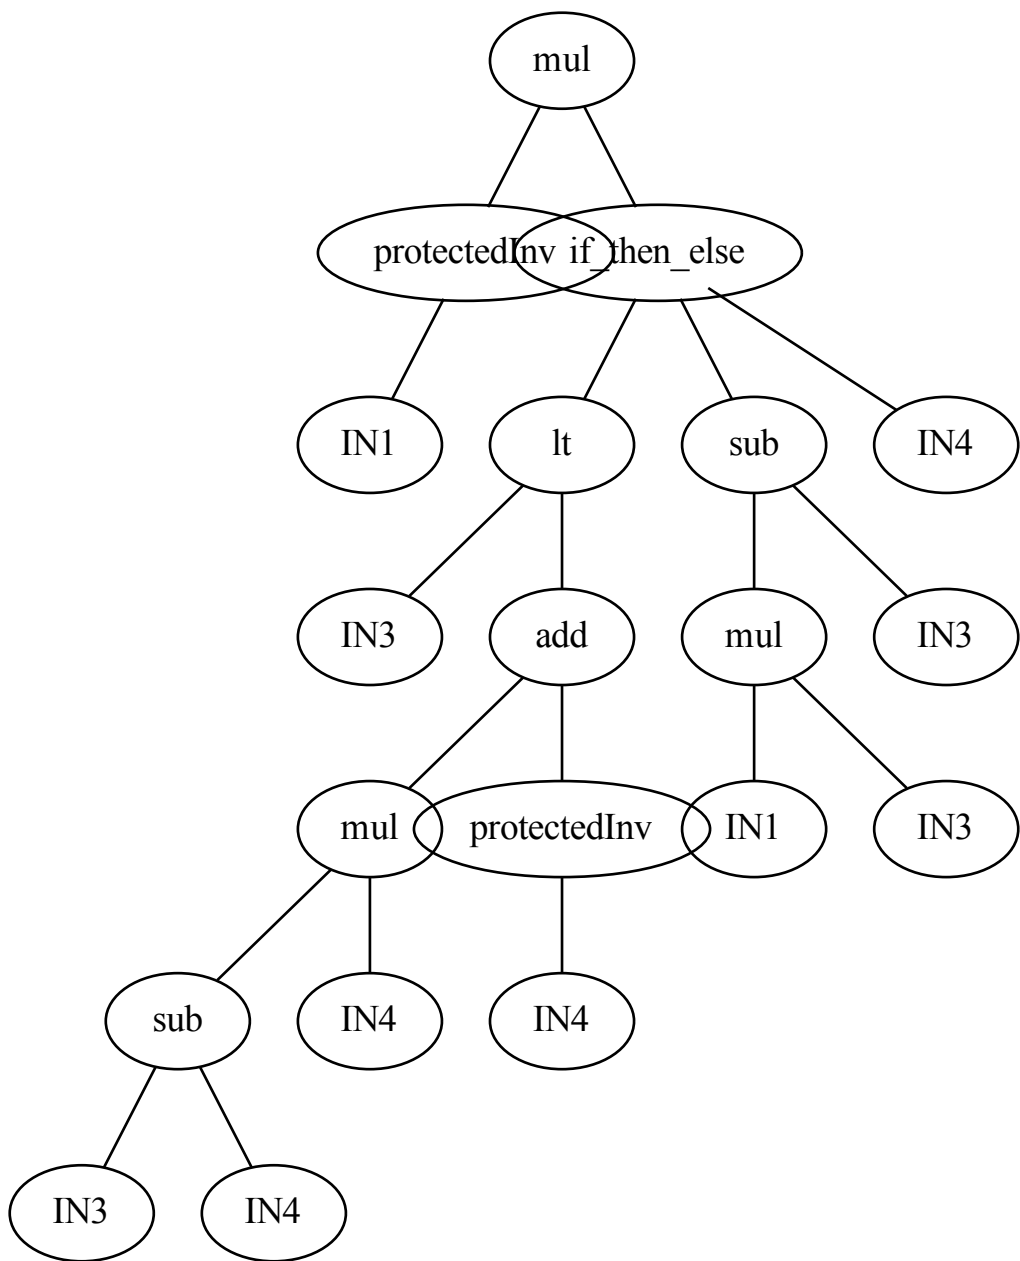 mul
protectedInv if_then_else
IN1 lt sub IN4
IN3 add mul IN3
mul protectedInv IN1 IN3
sub IN4 IN4
IN3 IN4